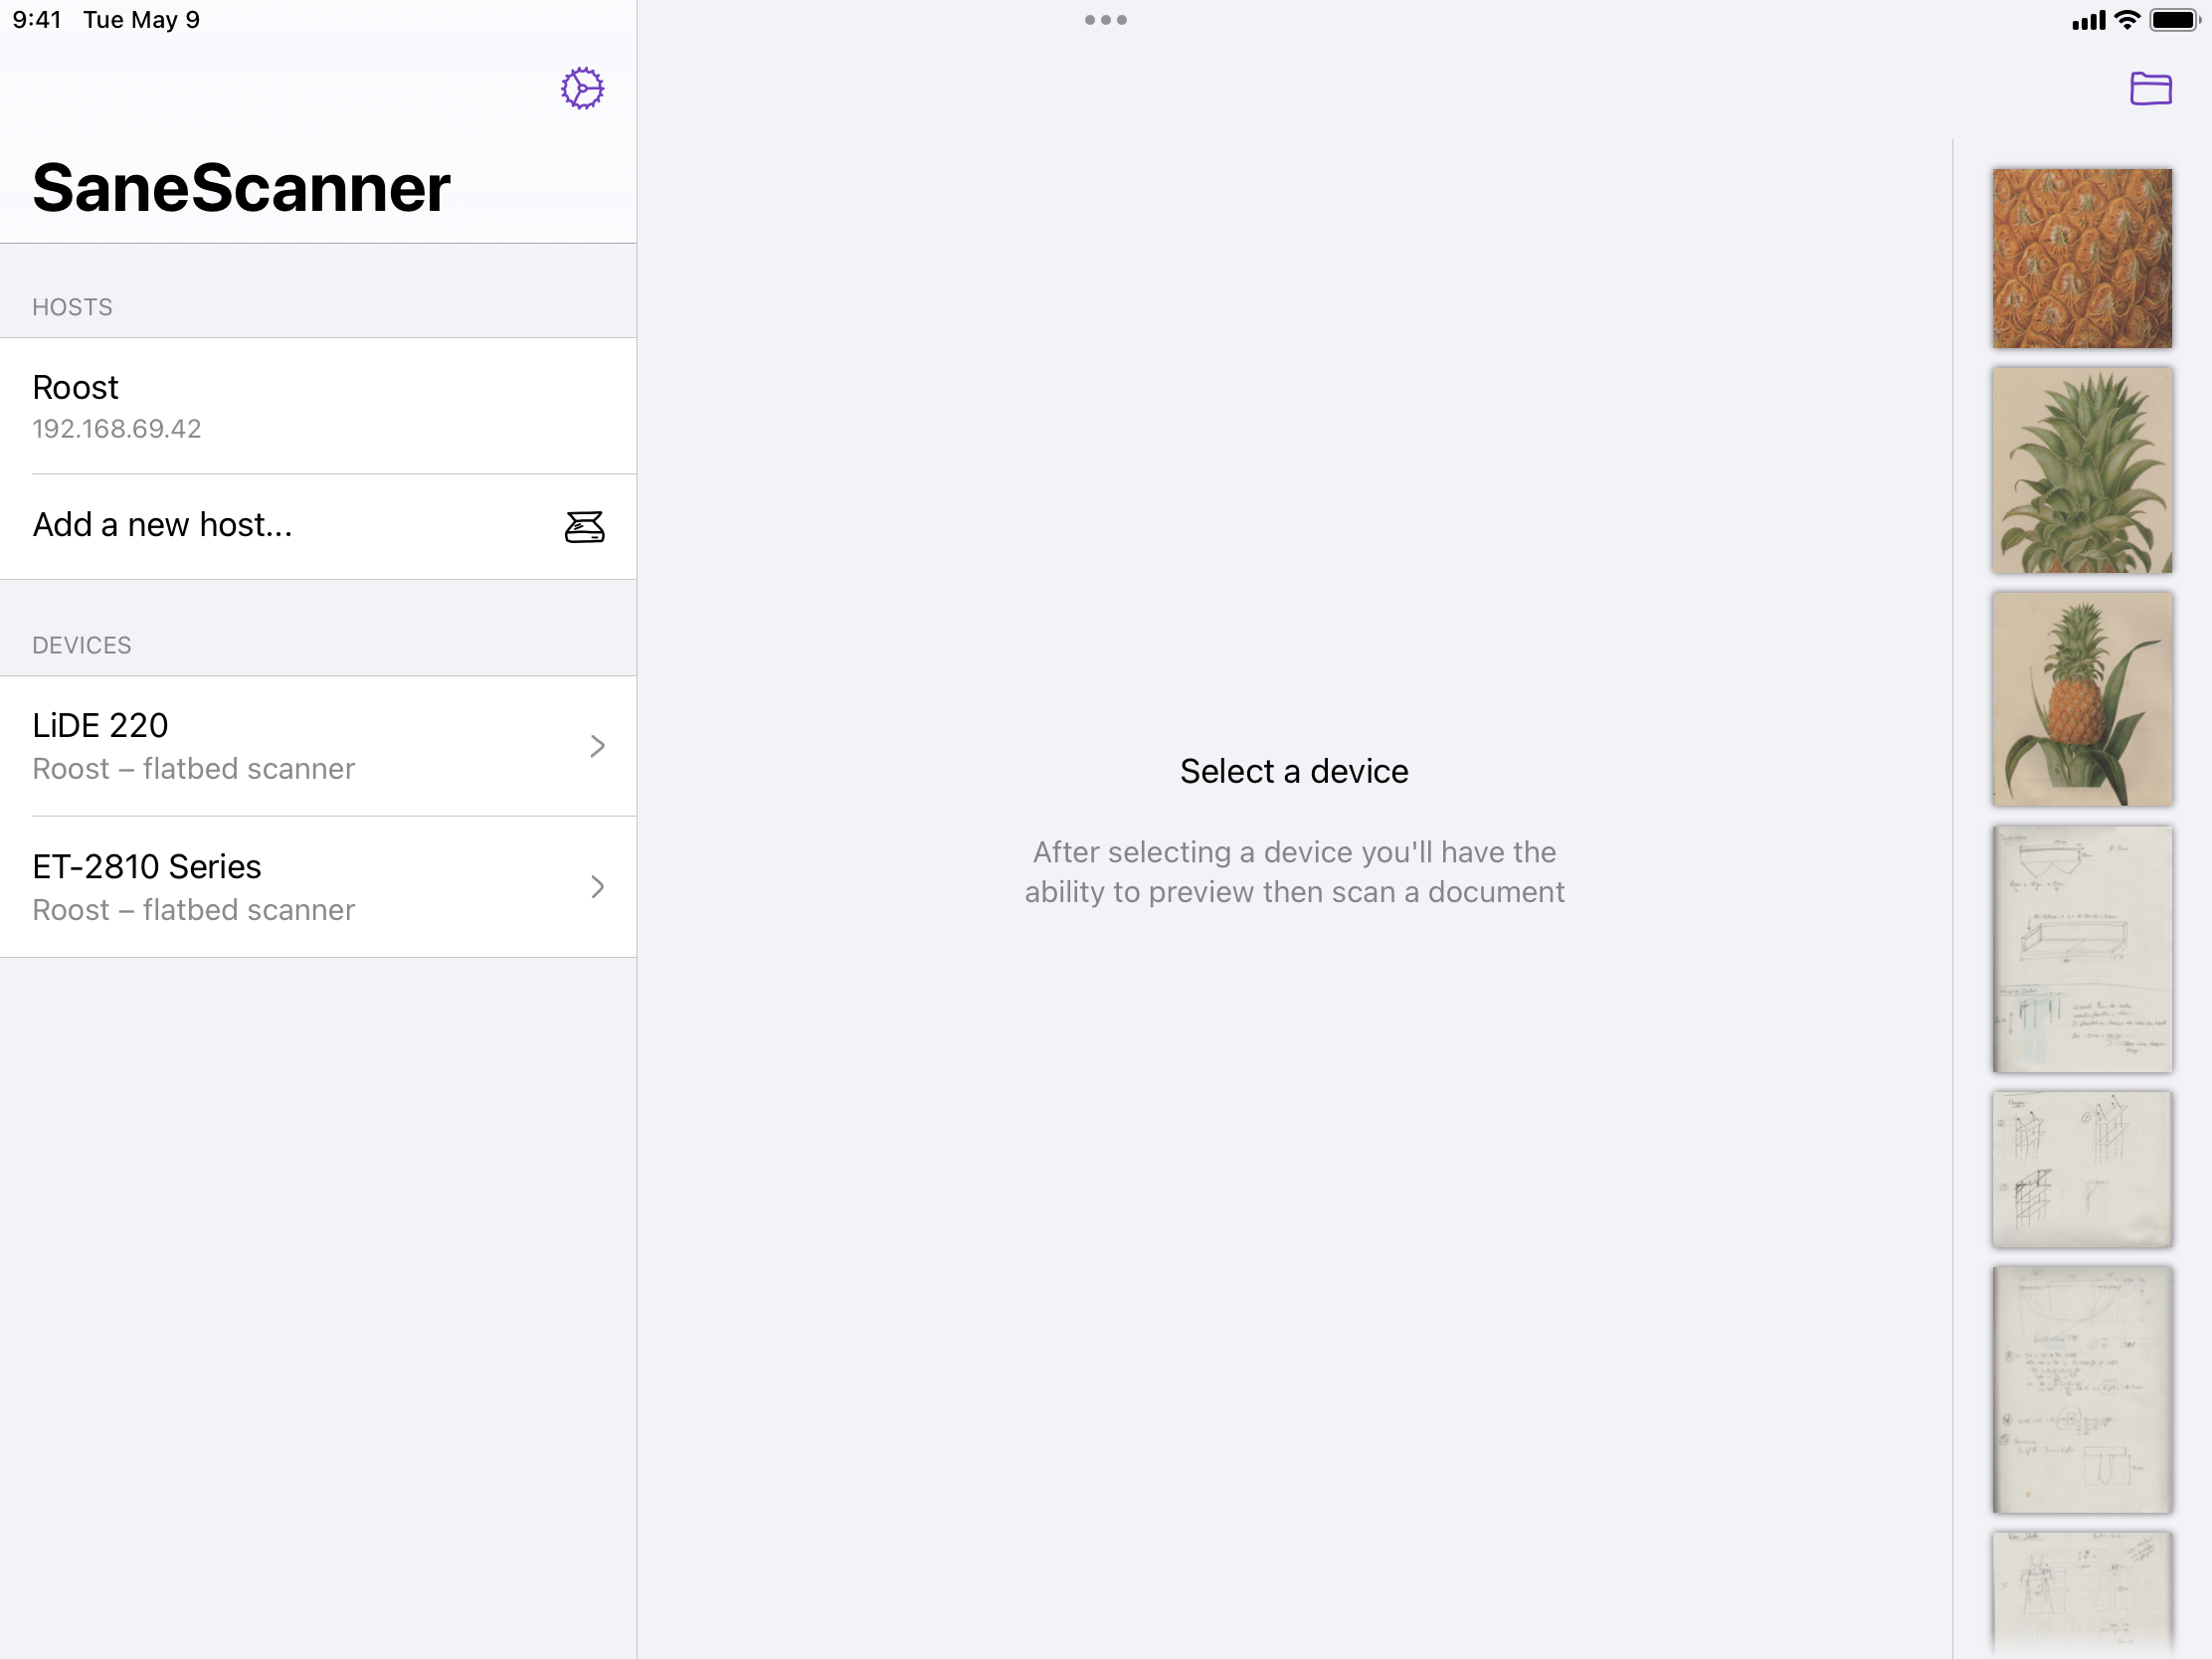 9:41 Tue May 9
SaneScanner
HOSTS
Roost
192.168.69.42
Add a new host...
DEVICES
LiDE 220
Roost – flatbed scanner
ET-2810 Series
Roost – flatbed scanner
Select a device
After selecting a device you'll have the
ability to preview then scan a document